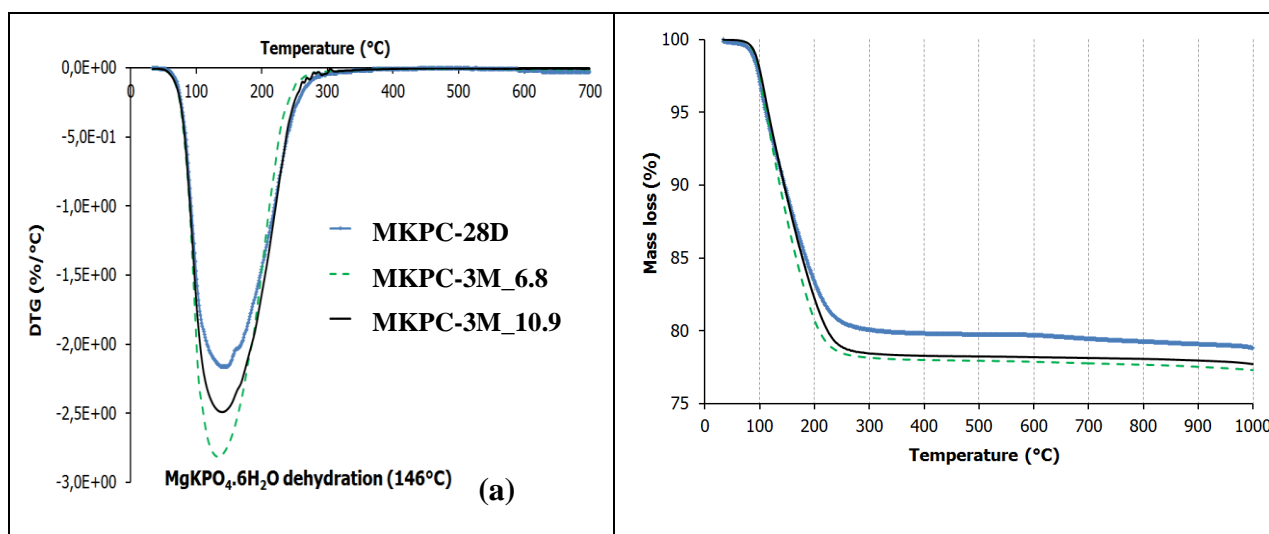 Temperature (°C)
0,0E+00
0 100 200 300 400 500 600 700
-5,0E-01
-1,0E+00
-1,5E+00
-2,0E+00
-2,5E+00
-3,0E+00
DTG (%/°C)
MKPC-28D
MKPC-3M_6.8
MKPC-3M_10.9
MgKPO₄.6H₂O dehydration (146°C)
(a)
100
95
90
85
80
75
Mass loss (%)
0 100 200 300 400 500 600 700 800 900 1000
Temperature (°C)